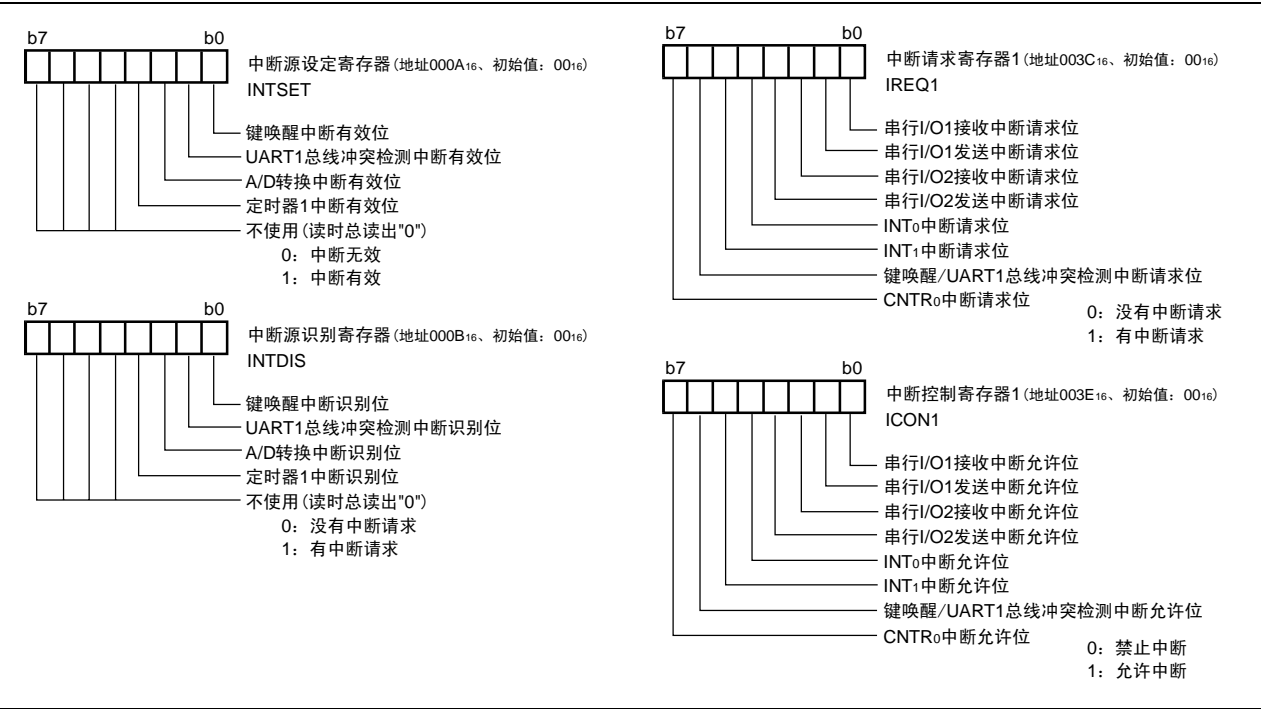 b7 b0
中断源设定寄存器(地址000A16、初始值：0016)
INTSET
键唤醒中断有效位
UART1总线冲突检测中断有效位
A/D转换中断有效位
定时器1中断有效位
不使用(读时总读出"0")
0：中断无效
1：中断有效
b7 b0
中断源识别寄存器(地址000B16、初始值：0016)
INTDIS
键唤醒中断识别位
UART1总线冲突检测中断识别位
A/D转换中断识别位
定时器1中断识别位
不使用(读时总读出"0")
0：没有中断请求
1：有中断请求
b7 b0
中断请求寄存器1(地址003C16、初始值：0016)
IREQ1
串行I/O1接收中断请求位
串行I/O1发送中断请求位
串行I/O2接收中断请求位
串行I/O2发送中断请求位
INT0中断请求位
INT1中断请求位
键唤醒/UART1总线冲突检测中断请求位
CNTR0中断请求位
0：没有中断请求
1：有中断请求
b7 b0
中断控制寄存器1(地址003E16、初始值：0016)
ICON1
串行I/O1接收中断允许位
串行I/O1发送中断允许位
串行I/O2接收中断允许位
串行I/O2发送中断允许位
INT0中断允许位
INT1中断允许位
键唤醒/UART1总线冲突检测中断允许位
CNTR0中断允许位
0：禁止中断
1：允许中断